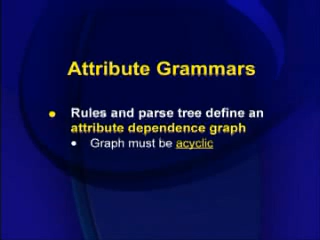 Attribute Grammars
Rules and parse tree define an
attribute dependence graph
Graph must be acyclic